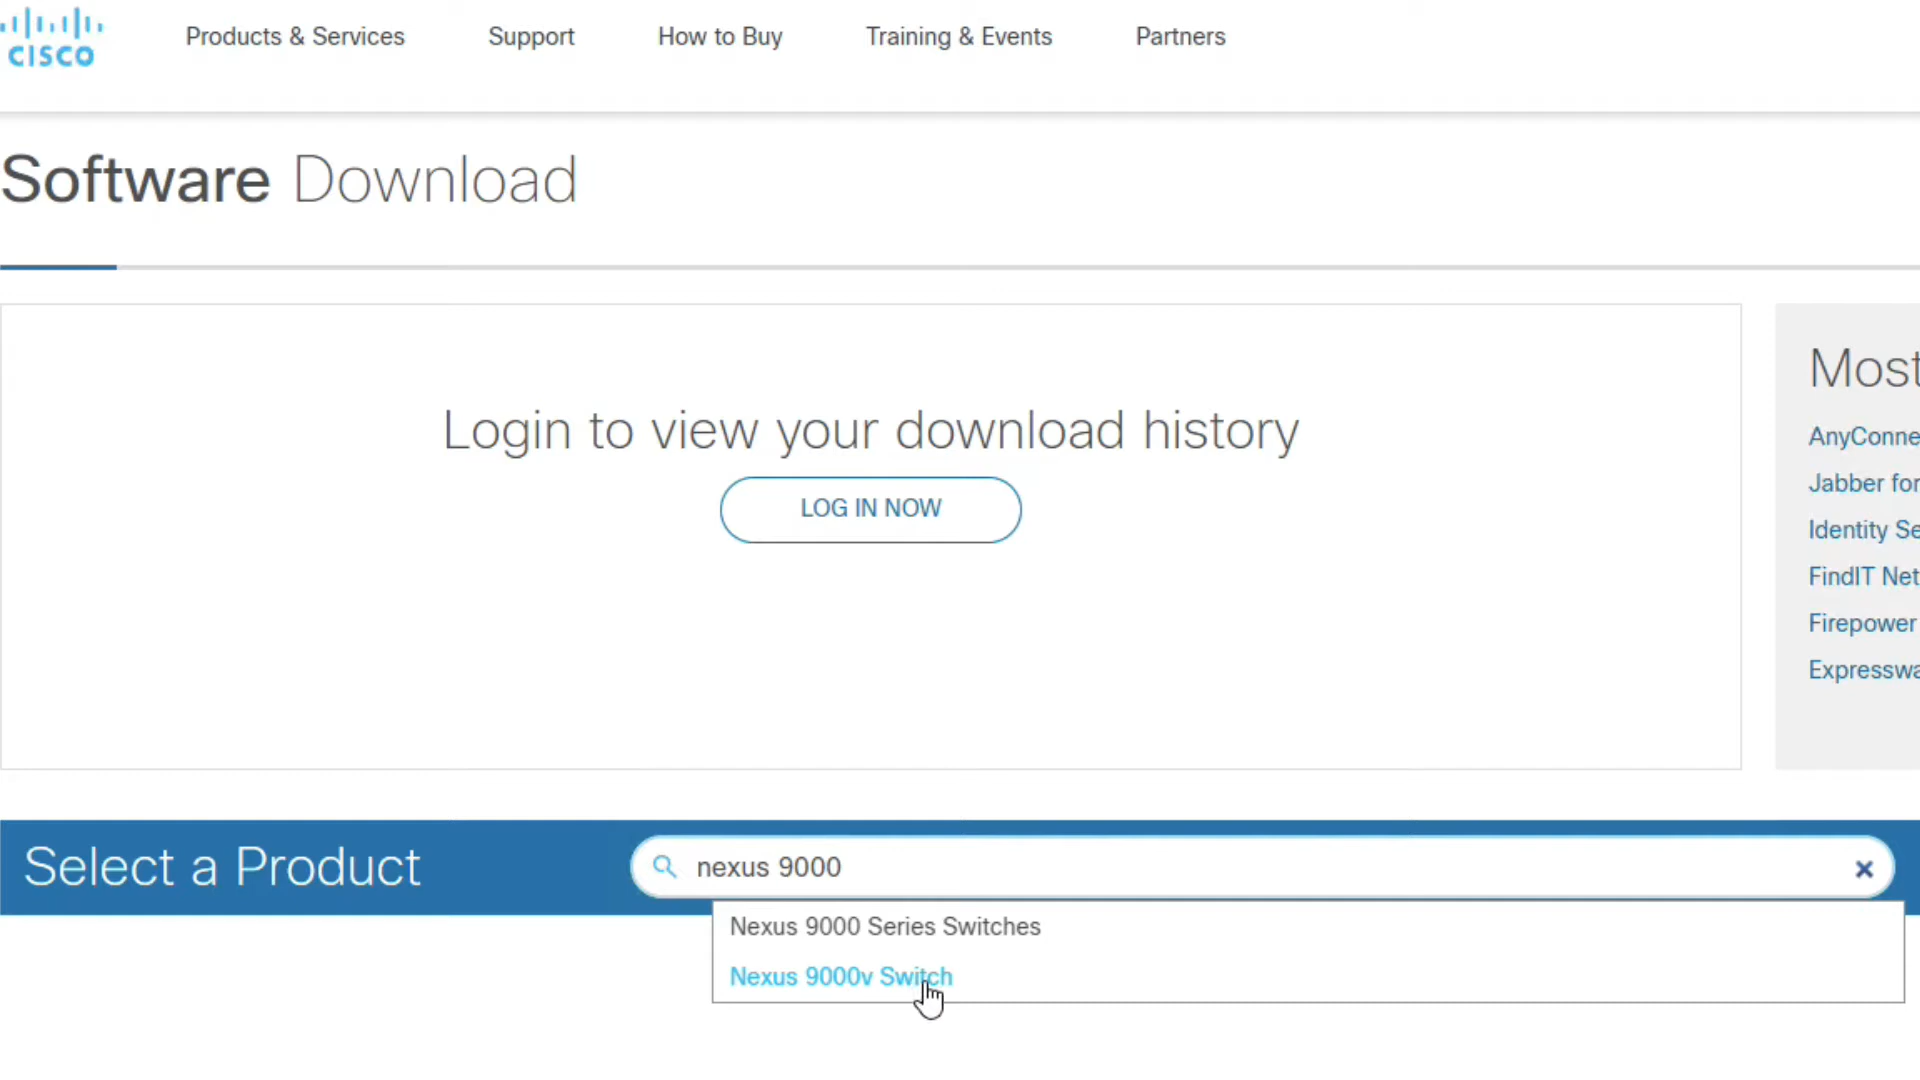 CISCO
Products & Services
Support
How to Buy
Training & Events
Partners
Software Download
Login to view your download history
LOG IN NOW
Most
AnyConne
Jabber for
Identity Se
FindIT Net
Firepower
Expresswa
Select a Product
nexus 9000
Nexus 9000 Series Switches
Nexus 9000v Switch